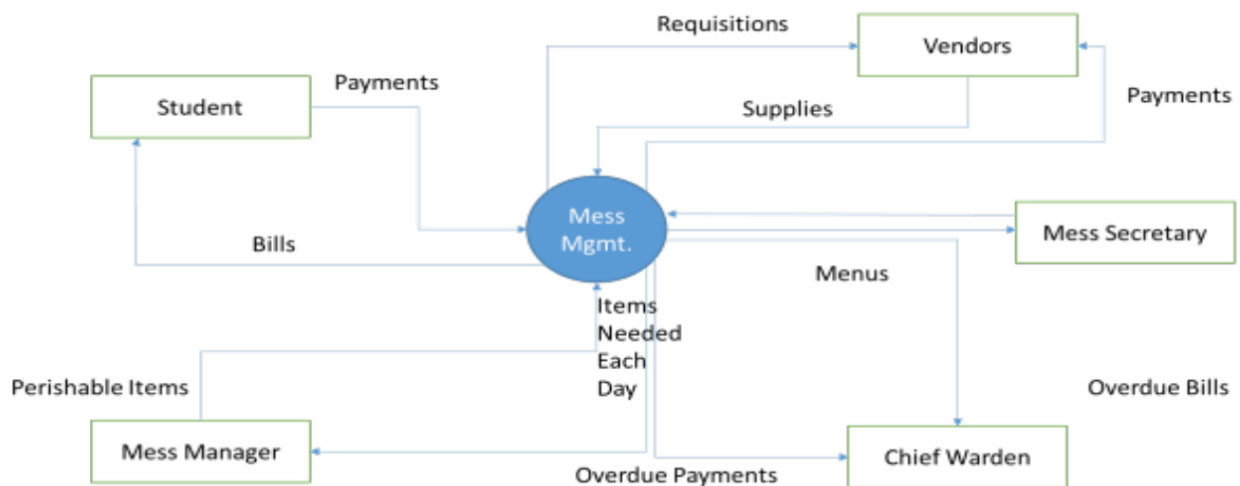 Requisitions
Vendors
Payments
Student
Supplies
Payments
Mess
Mgmt.
Mess Secretary
Bills
Menus
Items
Needed
Each
Day
Perishable Items
Overdue Bills
Mess Manager
Chief Warden
Overdue Payments